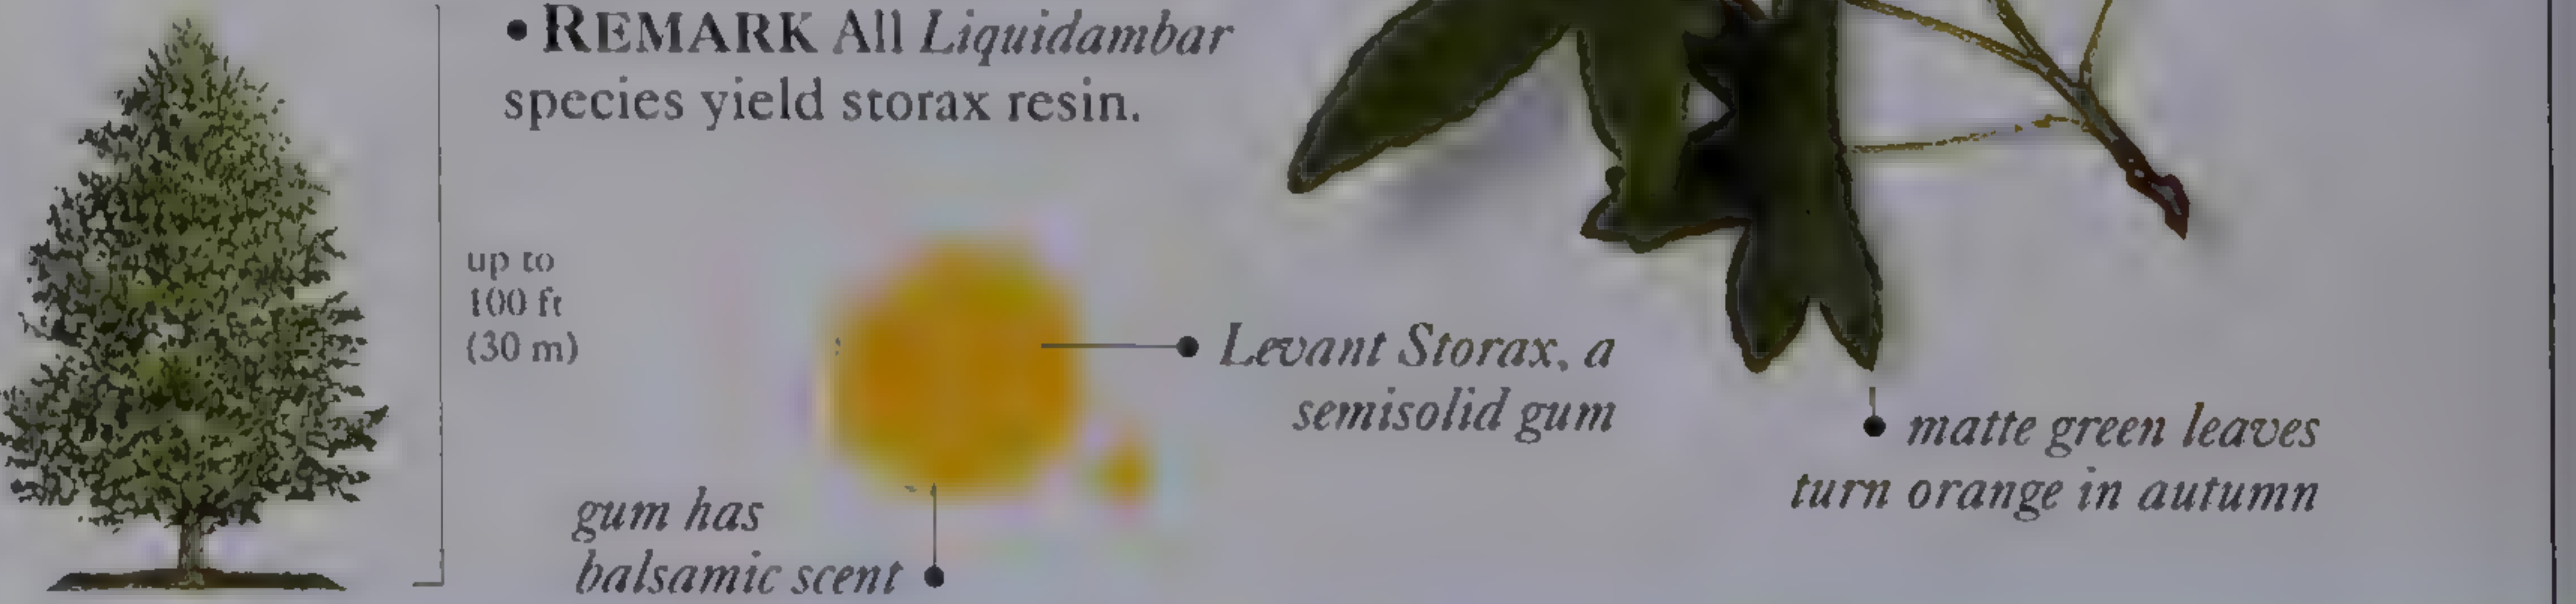 • REMARK All Liquidambar
species yield storax resin.
up to
100 ft
(30 m)
Levant Storax, a
semisolid gum
matte green leaves
turn orange in autumn
gum has
balsamic scent